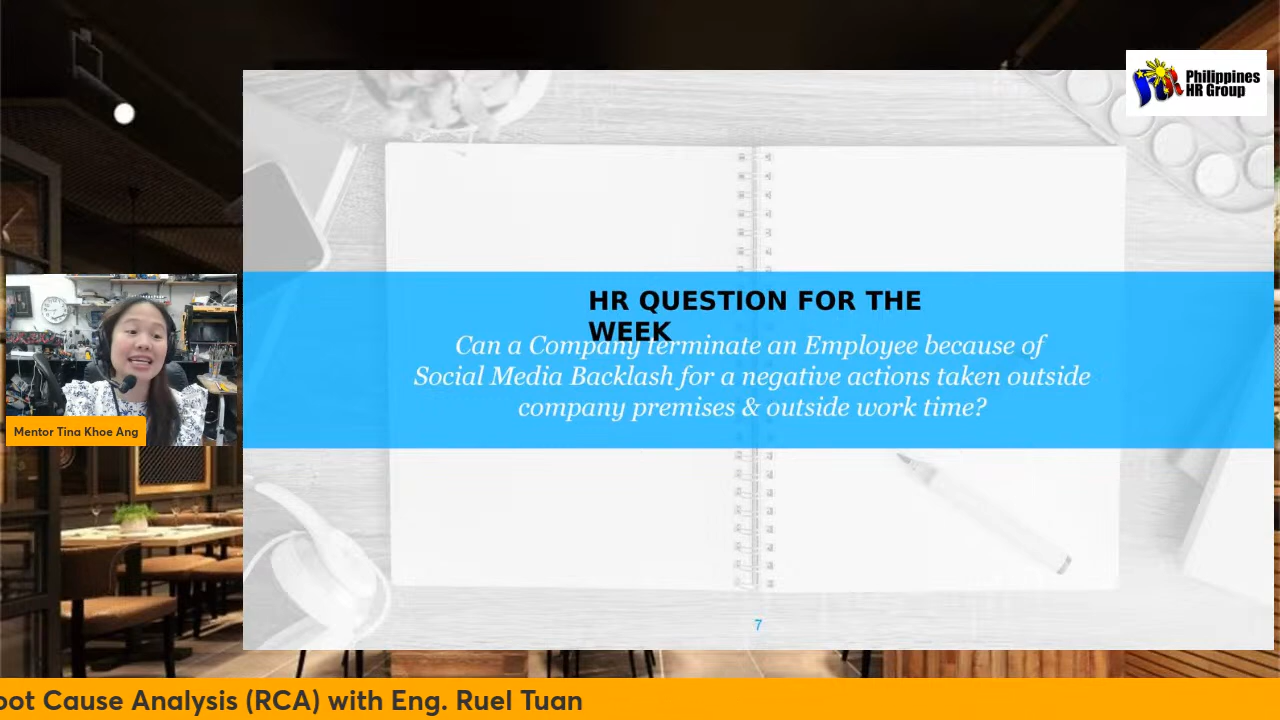 Philippines
HR Group
HR QUESTION FOR THE
WEEK
Can a Company terminate an Employee because of
Social Media Backlash for a negative actions taken outside
company premises & outside work time?
Mentor Tina Khoe Ang
7
oot Cause Analysis (RCA) with Eng. Ruel Tuan